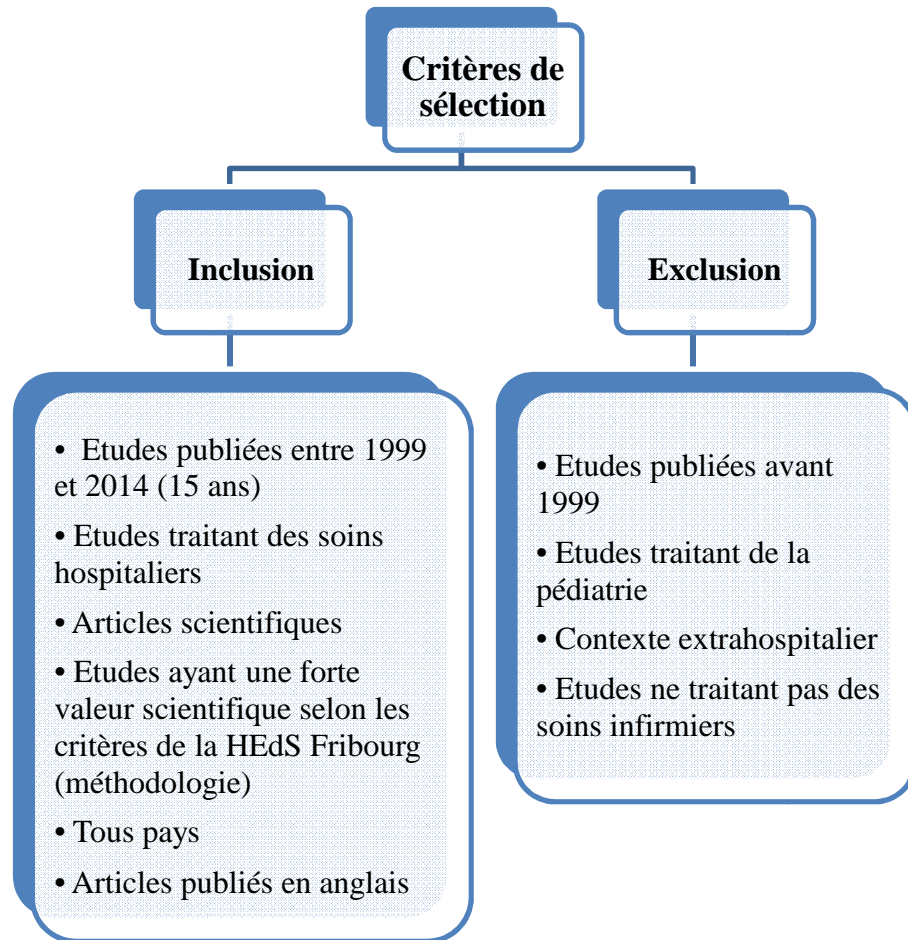 Critères de
sélection
Inclusion
Exclusion
• Etudes publiées entre 1999
et 2014 (15 ans)
• Etudes traitant des soins
hospitaliers
• Articles scientifiques
• Etudes ayant une forte
valeur scientifique selon les
critères de la HEdS Fribourg
(méthodologie)
• Tous pays
• Articles publiés en anglais
• Etudes publiées avant
1999
• Etudes traitant de la
pédiatrie
• Contexte extrahospitalier
• Etudes ne traitant pas des
soins infirmiers